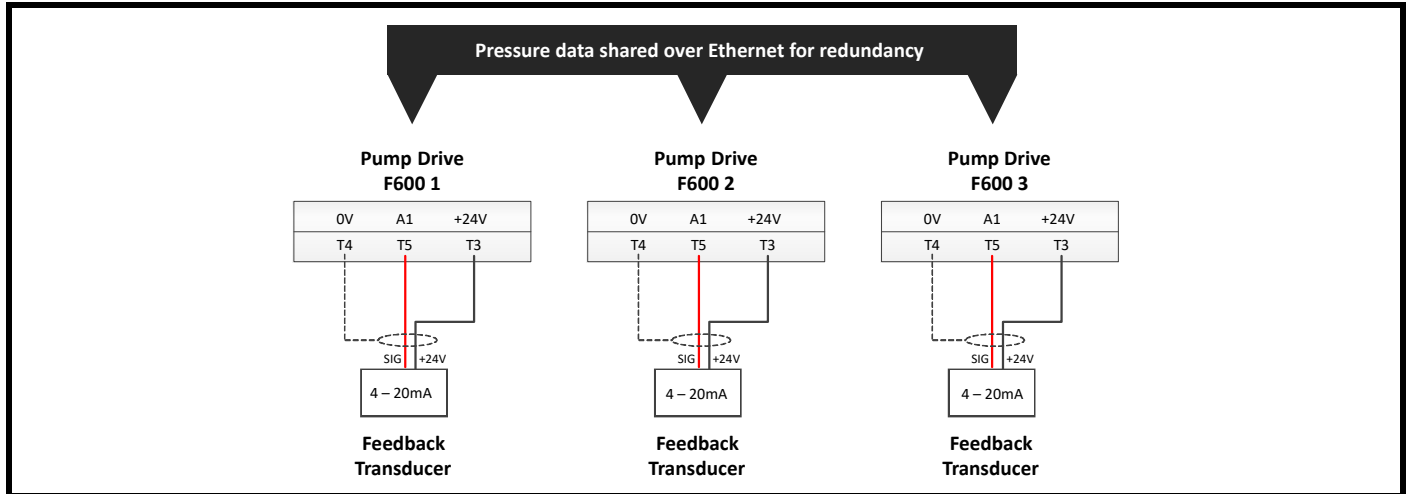 Pressure data shared over Ethernet for redundancy
Pump Drive
F600 1
0V A1 +24V
T4 T5 T3
SIG +24V
4 – 20mA
Feedback
Transducer
Pump Drive
F600 2
0V A1 +24V
T4 T5 T3
SIG +24V
4 – 20mA
Feedback
Transducer
Pump Drive
F600 3
0V A1 +24V
T4 T5 T3
SIG +24V
4 – 20mA
Feedback
Transducer